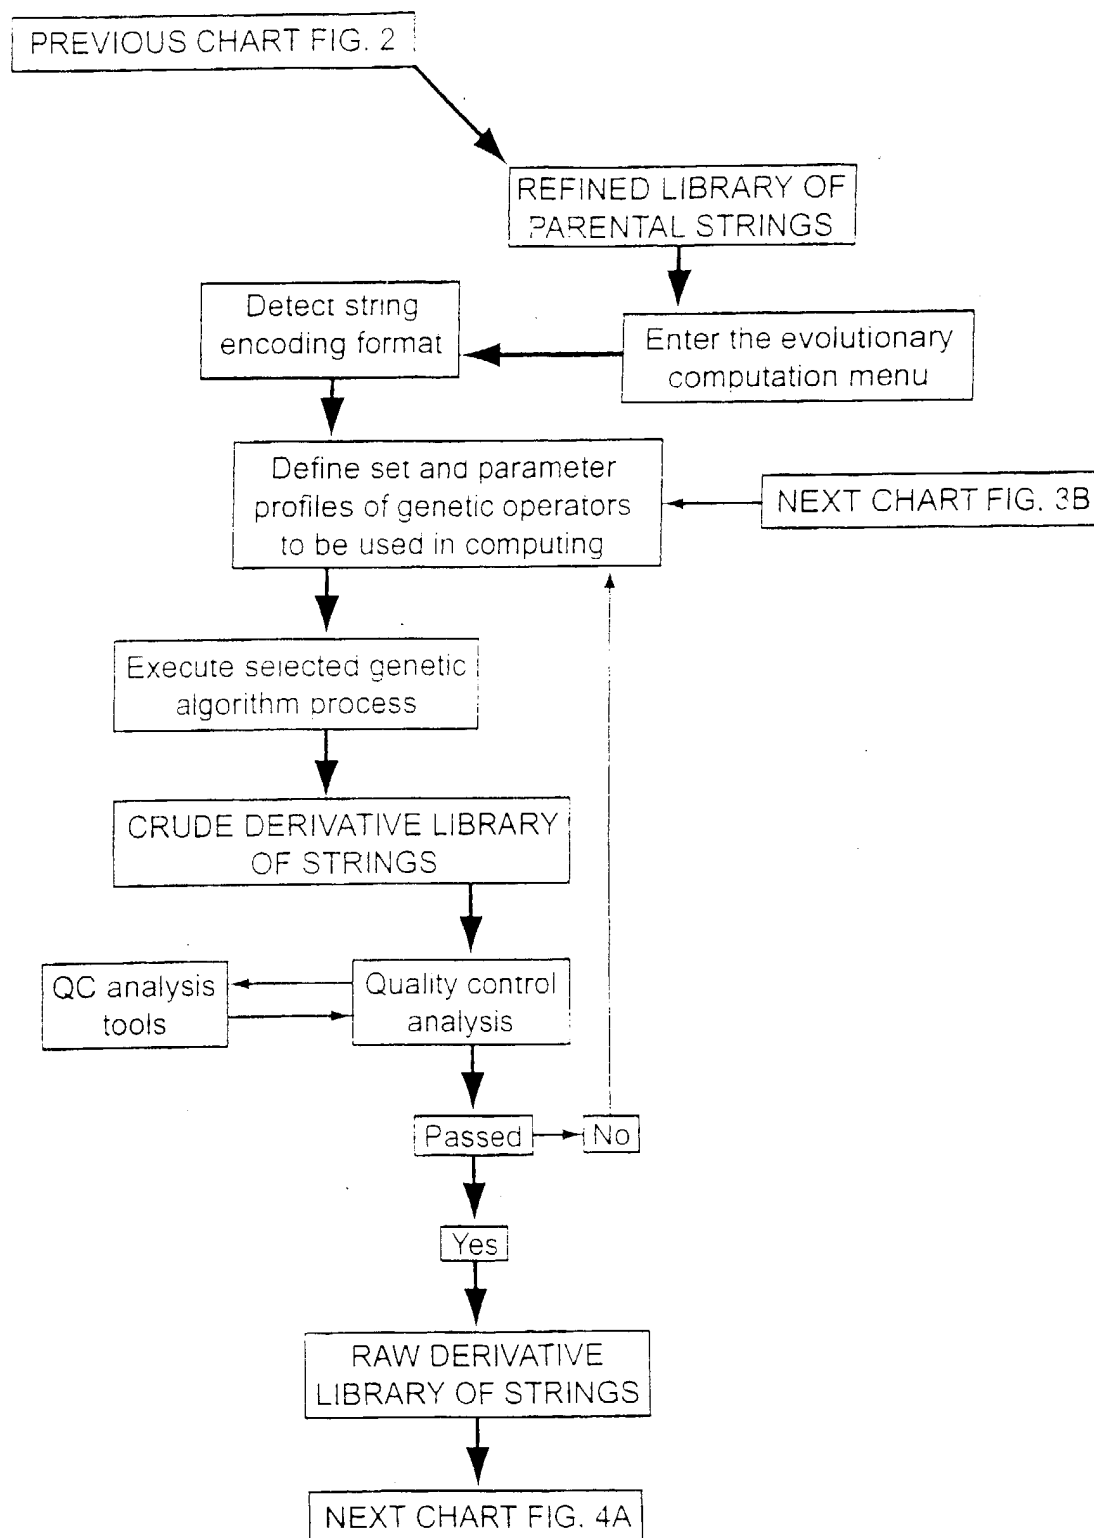 PREVIOUS CHART FIG. 2
REFINED LIBRARY OF
PARENTAL STRINGS
Detect string
encoding format
Enter the evolutionary
computation menu
Define set and parameter
profiles of genetic operators
to be used in computing
NEXT CHART FIG. 3B
Execute selected genetic
algorithm process
CRUDE DERIVATIVE LIBRARY
OF STRINGS
QC analysis
tools
Quality control
analysis
Passed
No
Yes
RAW DERIVATIVE
LIBRARY OF STRINGS
NEXT CHART FIG. 4A